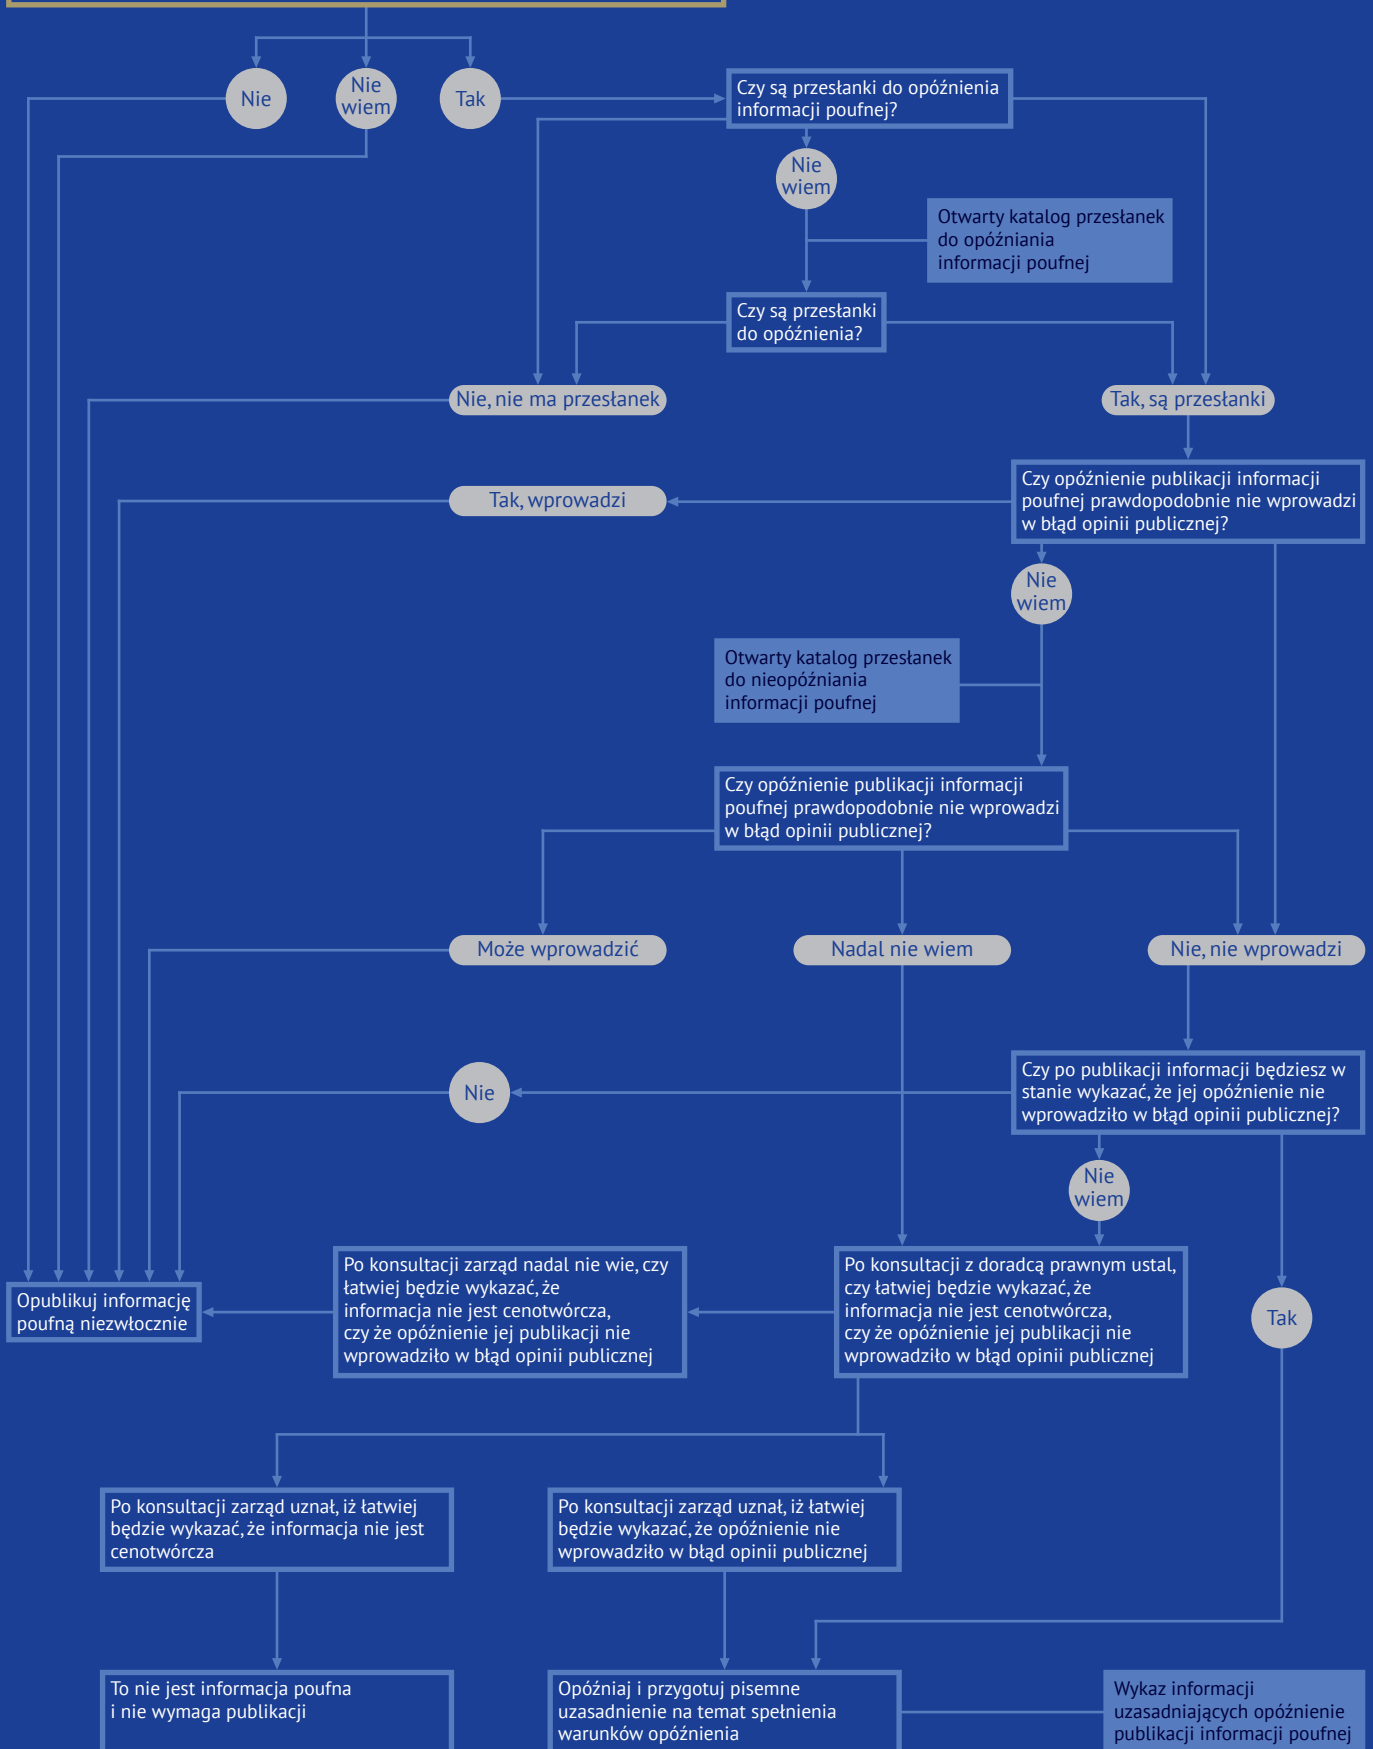 Nie
Nie
wiem
Tak
Czy są przesłanki do opóźnienia
informacji poufnej?
Nie
wiem
Otwarty katalog przesłanek
do opóźniania
informacji poufnej
Czy są przesłanki
do opóźnienia?
Nie, nie ma przesłanek
Tak, są przesłanki
Czy opóźnienie publikacji informacji
poufnej prawdopodobnie nie wprowadzi
w błąd opinii publicznej?
Tak, wprowadzi
Nie
wiem
Otwarty katalog przesłanek
do nieopóźniania
informacji poufnej
Czy opóźnienie publikacji informacji
poufnej prawdopodobnie nie wprowadzi
w błąd opinii publicznej?
Może wprowadzić
Nadal nie wiem
Nie, nie wprowadzi
Czy po publikacji informacji będziesz w
stanie wykazać, że jej opóźnienie nie
wprowadziło w błąd opinii publicznej?
Nie
Nie
wiem
Opublikuj informację
poufną niezwłocznie
Po konsultacji zarząd nadal nie wie, czy
łatwiej będzie wykazać, że
informacja nie jest cenotwórcza,
czy że opóźnienie jej publikacji nie
wprowadziło w błąd opinii publicznej
Po konsultacji z doradcą prawnym ustal,
czy łatwiej będzie wykazać, że
informacja nie jest cenotwórcza,
czy że opóźnienie jej publikacji nie
wprowadziło w błąd opinii publicznej
Tak
Po konsultacji zarząd uznał, iż łatwiej
będzie wykazać, że informacja nie jest
cenotwórcza
Po konsultacji zarząd uznał, iż łatwiej
będzie wykazać, że opóźnienie nie
wprowadziło w błąd opinii publicznej
To nie jest informacja poufna
i nie wymaga publikacji
Opóźniaj i przygotuj pisemne
uzasadnienie na temat spełnienia
warunków opóźnienia
Wykaz informacji
uzasadniających opóźnienie
publikacji informacji poufnej